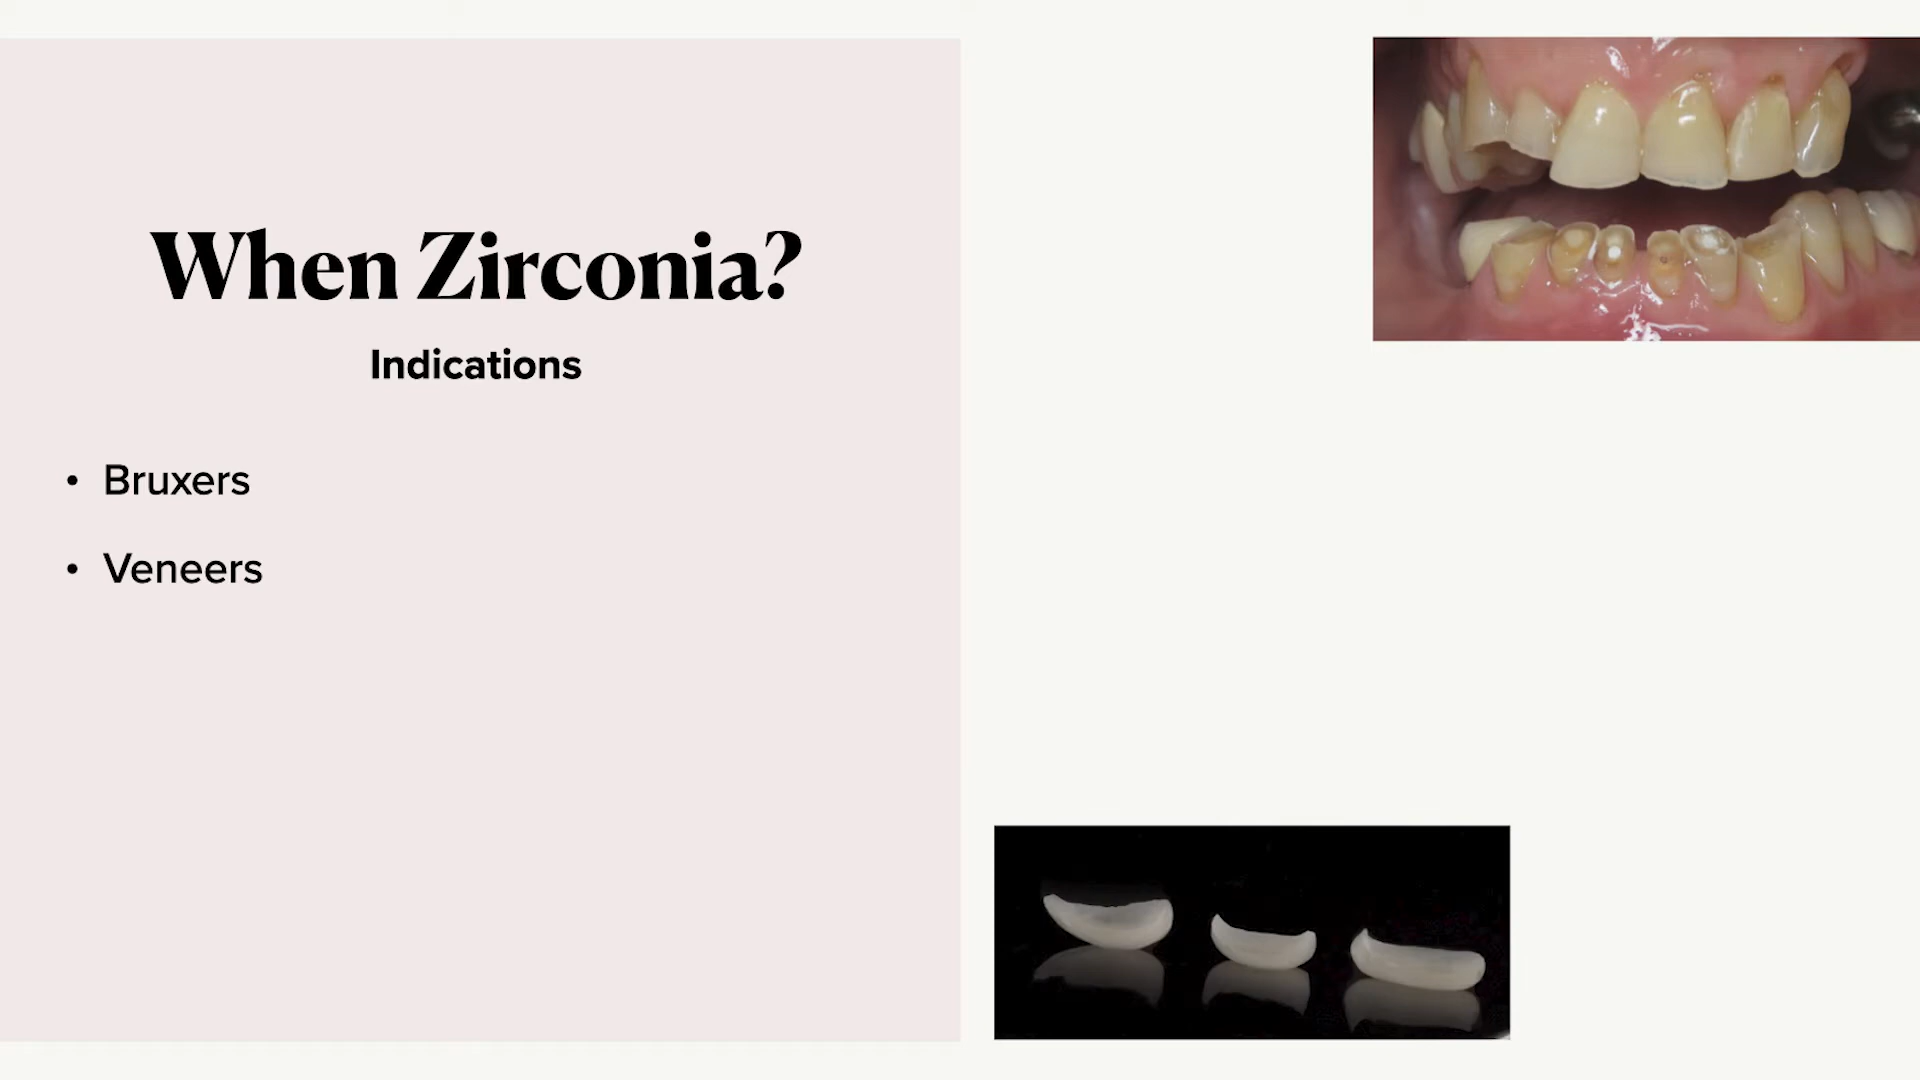 When Zirconia?
Indications
• Bruxers
• Veneers